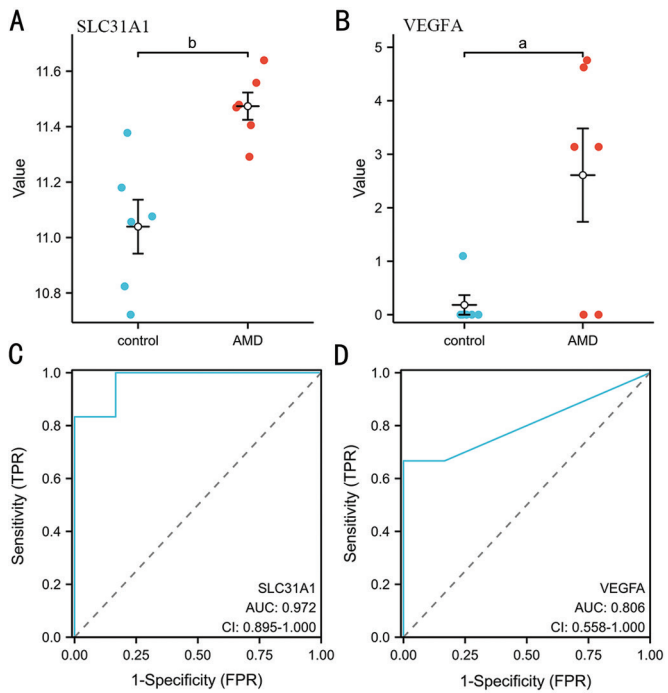 A
SLC31A1
b
11.6
11.4
11.2
11.0
10.8
Value
control
AMD
B
VEGFA
a
5
4
3
2
1
0
Value
control
AMD
C
1.0
0.8
0.6
0.4
0.2
0.0
Sensitivity (TPR)
SLC31A1
AUC: 0.972
CI: 0.895-1.000
0.00
0.25
0.50
0.75
1.00
1-Specificity (FPR)
D
1.0
0.8
0.6
0.4
0.2
0.0
Sensitivity (TPR)
VEGFA
AUC: 0.806
CI: 0.558-1.000
0.00
0.25
0.50
0.75
1.00
1-Specificity (FPR)